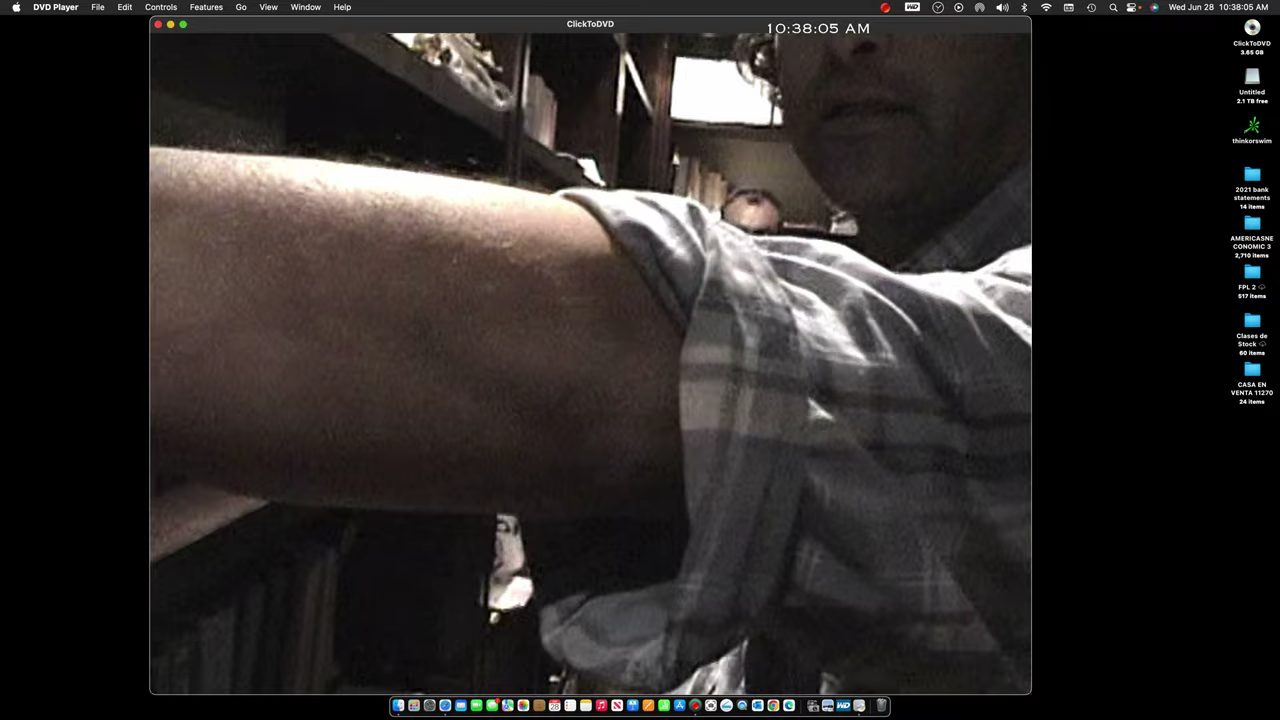 DVD Player File Edit Controls Features Go View Window Help WD Wed Jun 28 10:38:05 AM
ClickToDVD
10:38:05 AM
ClickToDVD
3.65 GB
Untitled
2.1 TB free
thinkorswim
2021 bank
statements
14 items
AMERICASNE
CONOMIC 3
2,710 items
FPL 2
517 items
Clases de
Stock
60 items
CASA EN
VENTA 11270
24 items
28 WD